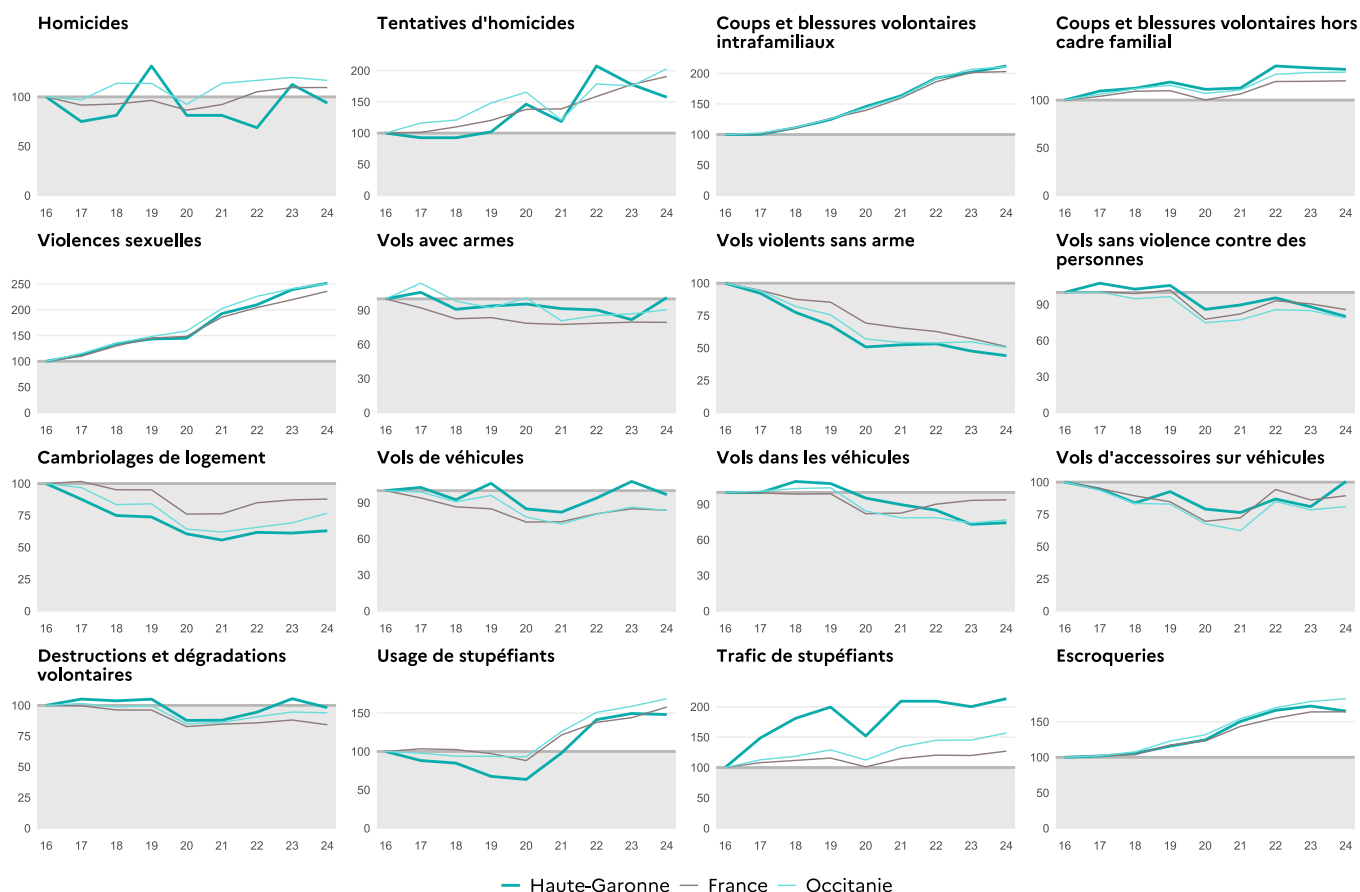 Homicides
100
50
0
16 17 18 19 20 21 22 23 24
Tentatives d'homicides
200
150
100
50
0
16 17 18 19 20 21 22 23 24
Coups et blessures volontaires
intrafamiliaux
200
150
100
50
0
16 17 18 19 20 21 22 23 24
Coups et blessures volontaires hors
cadre familial
100
50
0
16 17 18 19 20 21 22 23 24
Violences sexuelles
250
200
150
100
50
0
16 17 18 19 20 21 22 23 24
Vols avec armes
90
60
30
0
16 17 18 19 20 21 22 23 24
Vols violents sans arme
100
75
50
25
0
16 17 18 19 20 21 22 23 24
Vols sans violence contre des
personnes
90
60
30
0
16 17 18 19 20 21 22 23 24
Cambriolages de logement
100
75
50
25
0
16 17 18 19 20 21 22 23 24
Vols de véhicules
90
60
30
0
16 17 18 19 20 21 22 23 24
Vols dans les véhicules
90
60
30
0
16 17 18 19 20 21 22 23 24
Vols d'accessoires sur véhicules
100
75
50
25
0
16 17 18 19 20 21 22 23 24
Destructions et dégradations
volontaires
100
75
50
25
0
16 17 18 19 20 21 22 23 24
Usage de stupéfiants
150
100
50
0
16 17 18 19 20 21 22 23 24
Trafic de stupéfiants
200
150
100
50
0
16 17 18 19 20 21 22 23 24
Escroqueries
150
100
50
0
16 17 18 19 20 21 22 23 24
Haute-Garonne France Occitanie